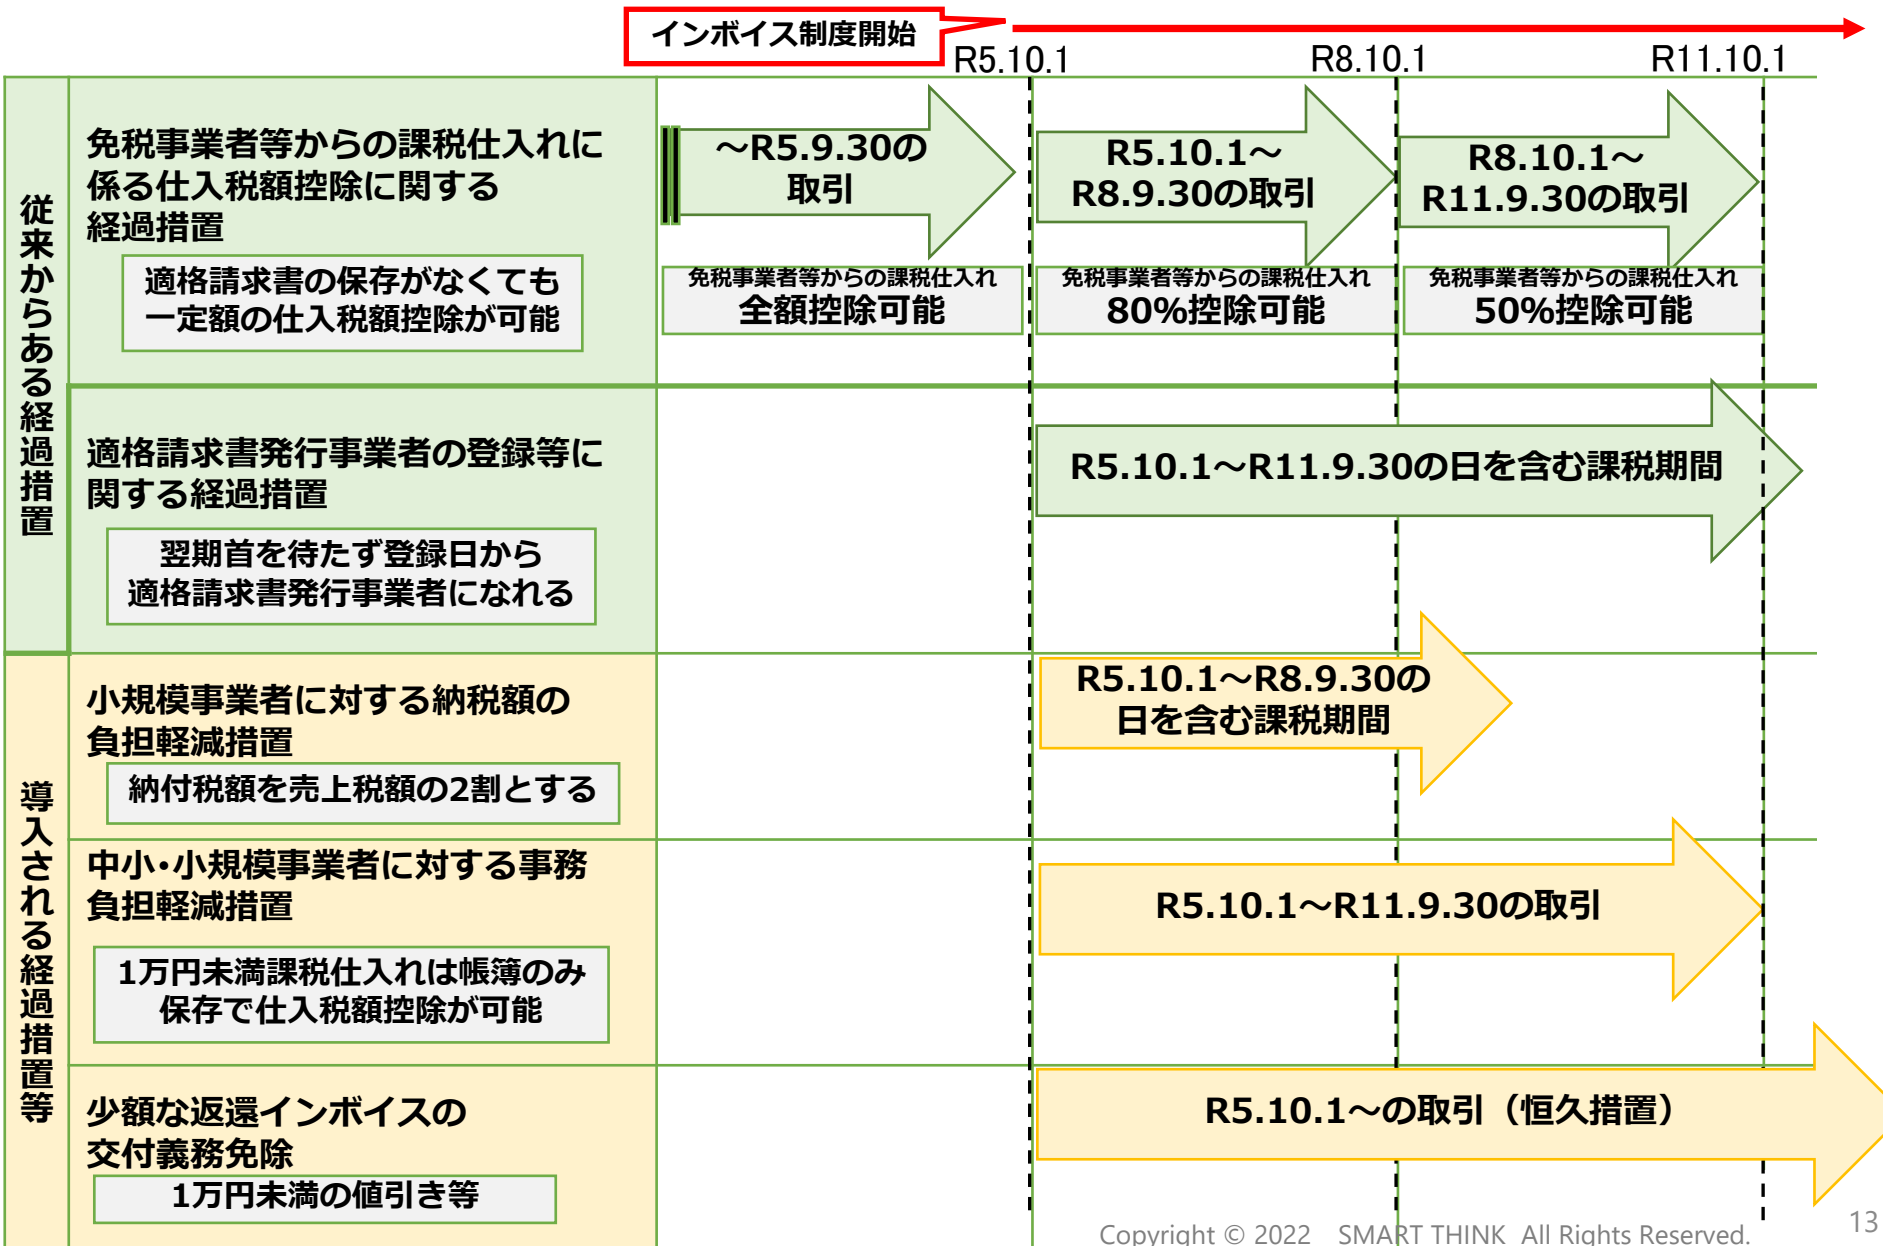 インボイス制度開始
R5.10.1
R8.10.1
R11.10.1
従来からある経過措置
免税事業者等からの課税仕入れに
係る仕入税額控除に関する
経過措置
適格請求書の保存がなくても
一定額の仕入税額控除が可能
～R5.9.30の
取引
R5.10.1～
R8.9.30の取引
R8.10.1～
R11.9.30の取引
免税事業者等からの課税仕入れ
全額控除可能
免税事業者等からの課税仕入れ
80%控除可能
免税事業者等からの課税仕入れ
50%控除可能
適格請求書発行事業者の登録等に
関する経過措置
翌期首を待たず登録日から
適格請求書発行事業者になれる
R5.10.1～R11.9.30の日を含む課税期間
導入される経過措置等
小規模事業者に対する納税額の
負担軽減措置
納付税額を売上税額の2割とする
R5.10.1～R8.9.30の
日を含む課税期間
中小・小規模事業者に対する事務
負担軽減措置
1万円未満課税仕入れは帳簿のみ
保存で仕入税額控除が可能
R5.10.1～R11.9.30の取引
少額な返還インボイスの
交付義務免除
1万円未満の値引き等
R5.10.1～の取引（恒久措置）
Copyright © 2022 SMART THINK All Rights Reserved.
13